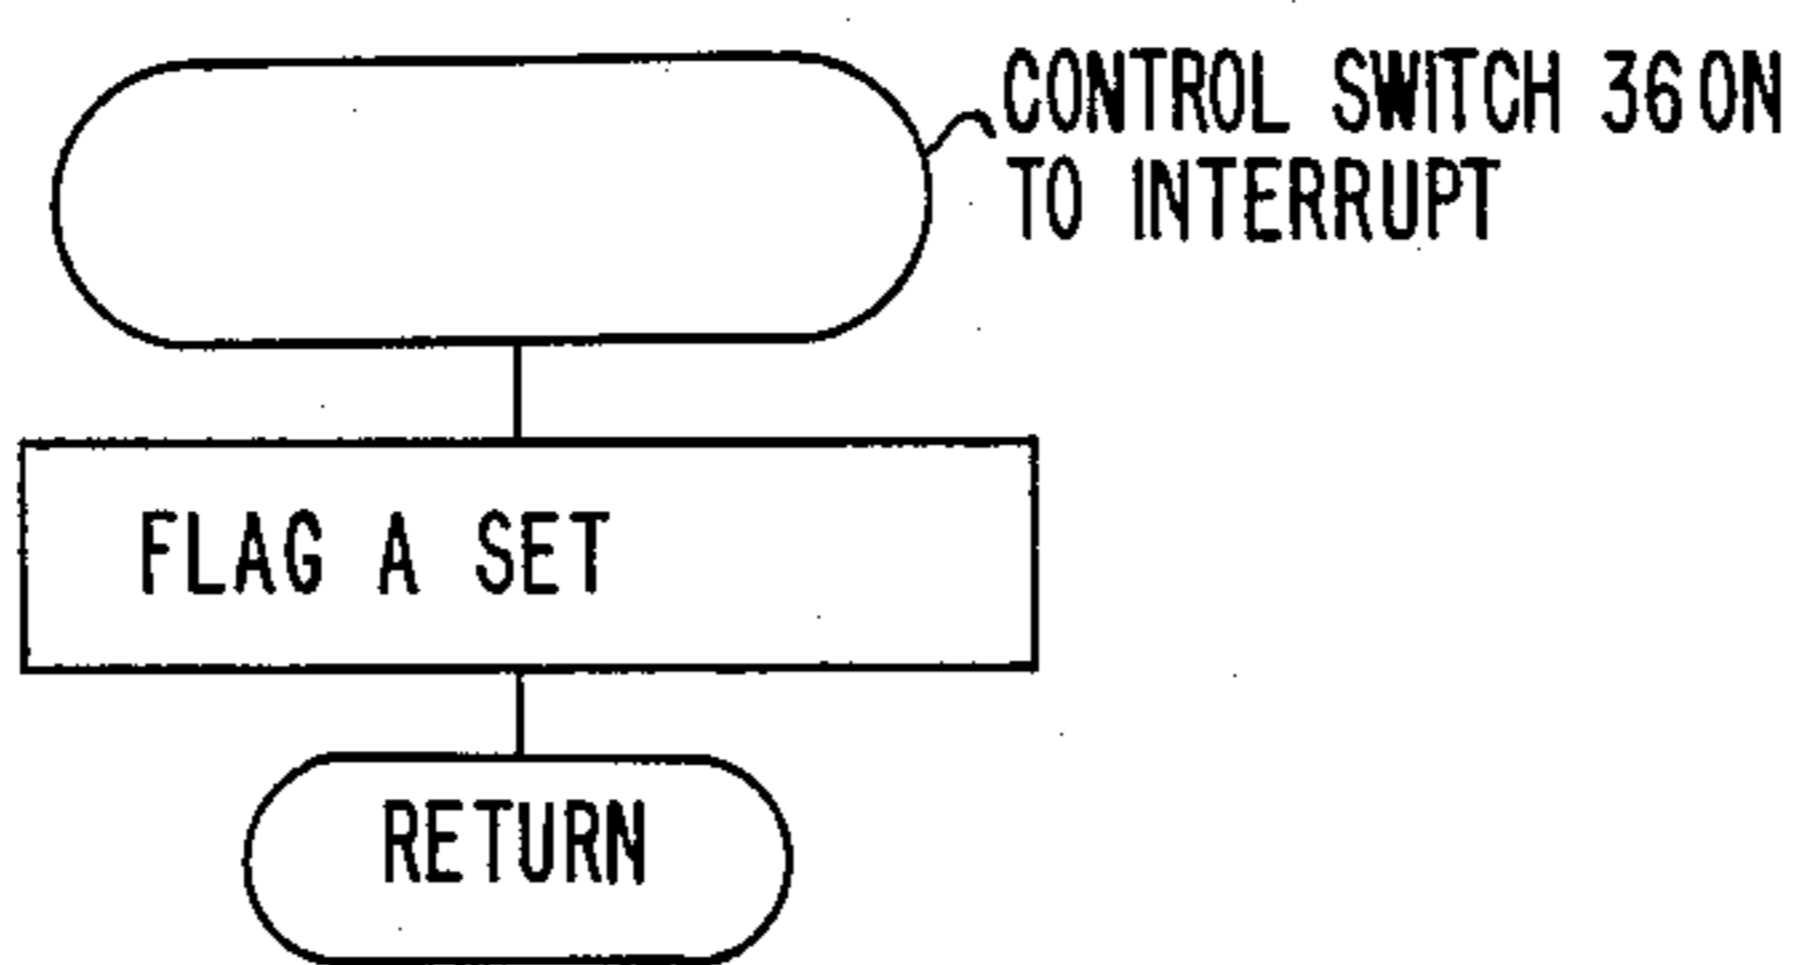 CONTROL SWITCH 36 ON
TO INTERRUPT
FLAG A SET
RETURN